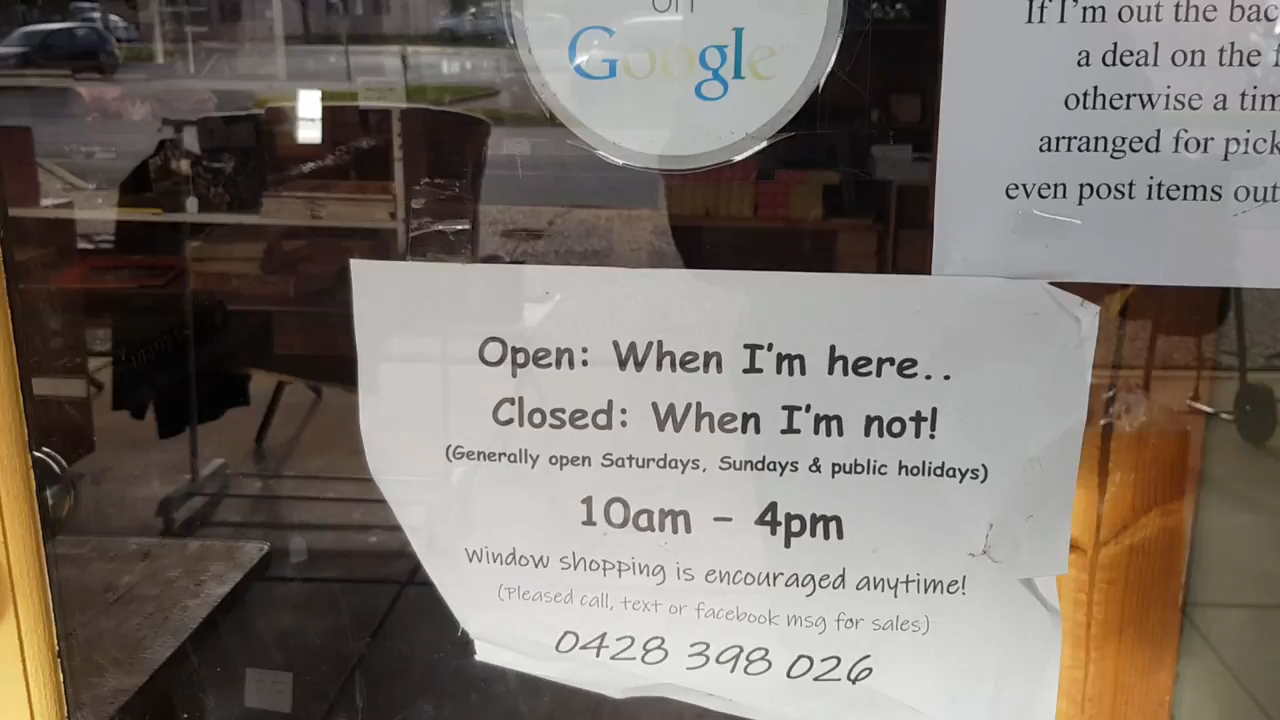 on
Google
If I'm out the bac
a deal on the
otherwise a tim
arranged for pick
even post items out
Open: When I'm here..
Closed: When I'm not!
(Generally open Saturdays, Sundays & public holidays)
10am - 4pm
Window shopping is encouraged anytime!
(Pleased call, text or facebook msg for sales)
0428 398 026